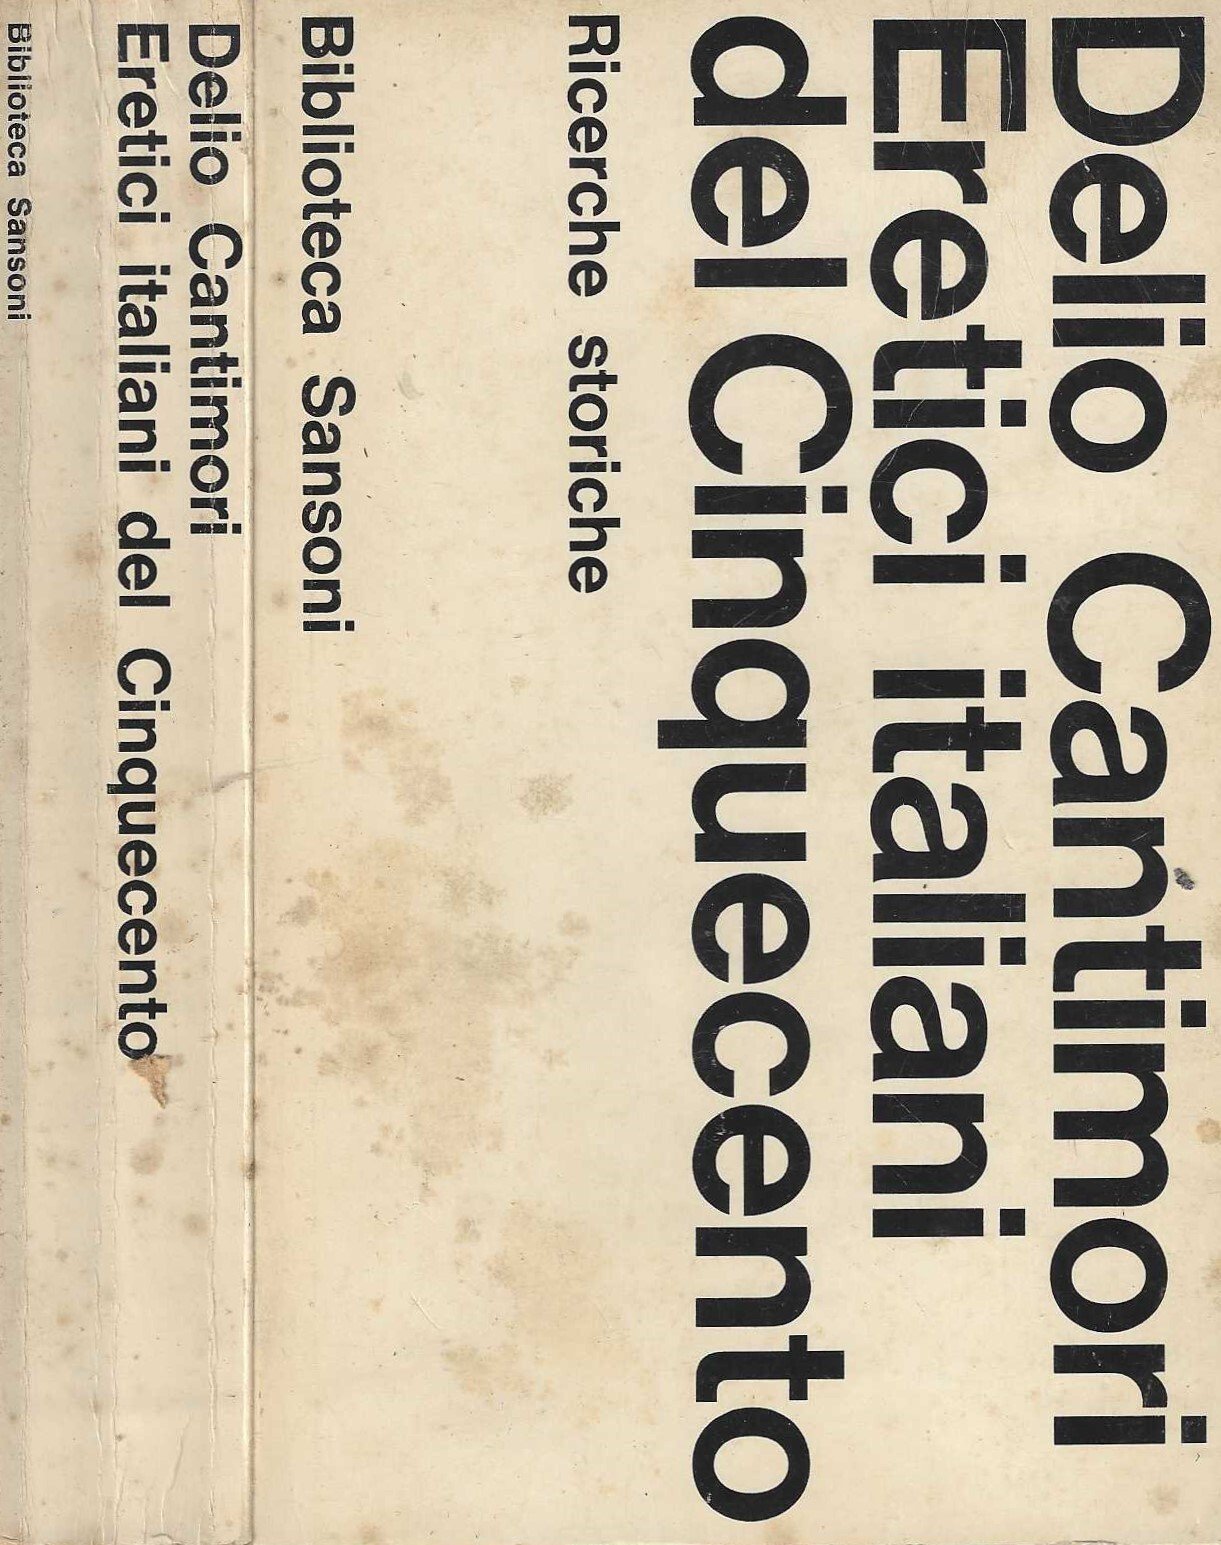 Delio Cantimori
Eretici italiani
del Cinquecento
Ricerche storiche
Biblioteca Sansoni
Delio Cantimori
Eretici italiani del Cinquecento
Biblioteca Sansoni